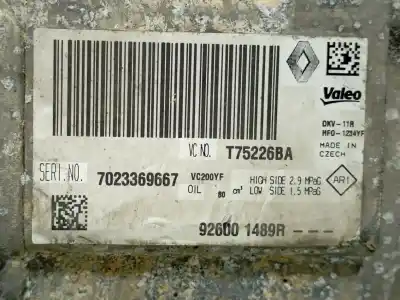 Valeo
DKV-11R
HFO-1234YF
VC NO. T75226BA
MADE IN
CZECH
SERI. NO. 7023369667
VC200YF
OIL 80 cm³
HIGH SIDE 2.9 MPaG
LOW SIDE 1.5 MPaG
AR1
92600 1489R---